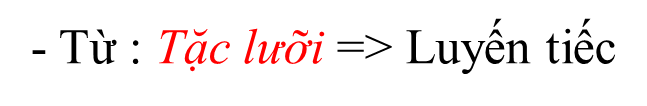 - Từ : Tặc lưỡi => Luyến tiếc